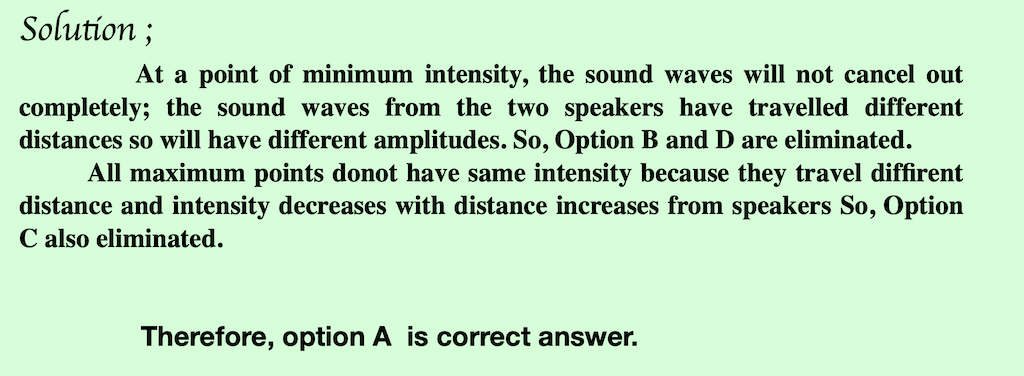 Solution ;
At a point of minimum intensity, the sound waves will not cancel out
completely; the sound waves from the two speakers have travelled different
distances so will have different amplitudes. So, Option B and D are eliminated.
All maximum points donot have same intensity because they travel diffirent
distance and intensity decreases with distance increases from speakers So, Option
C also eliminated.
Therefore, option A is correct answer.